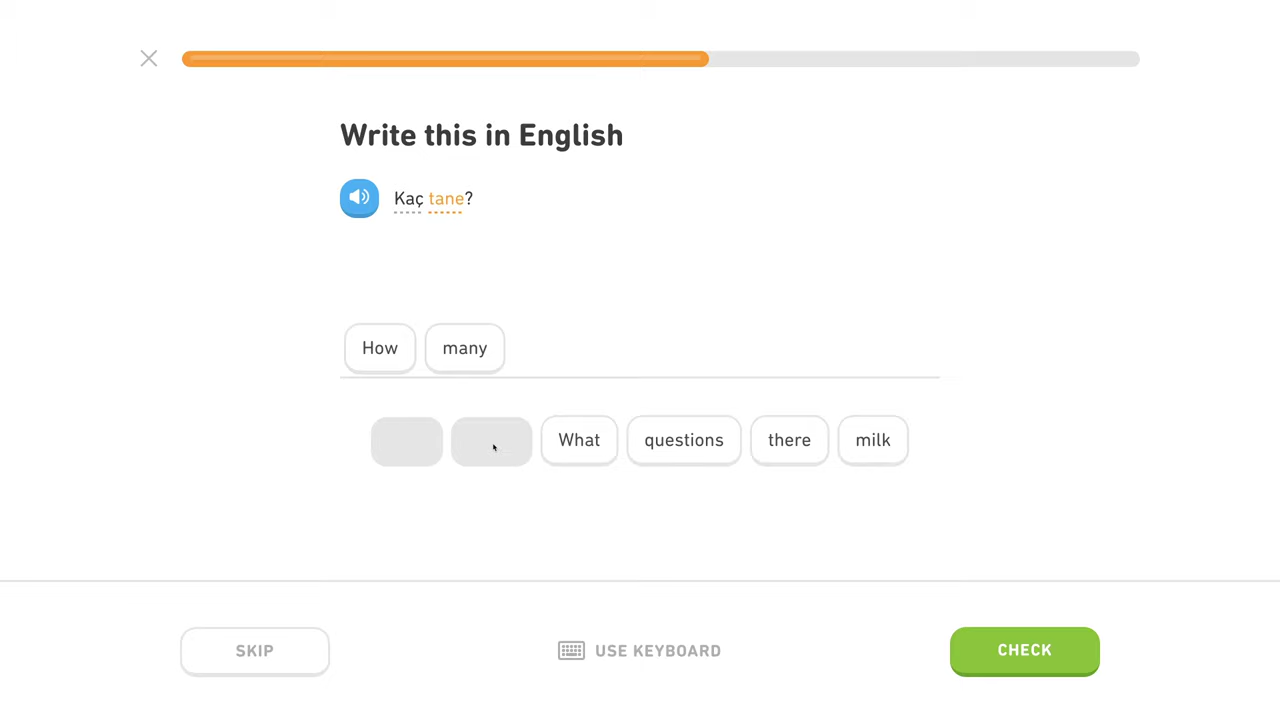 Write this in English
Kaç tane?
How many
What questions there milk
SKIP USE KEYBOARD CHECK